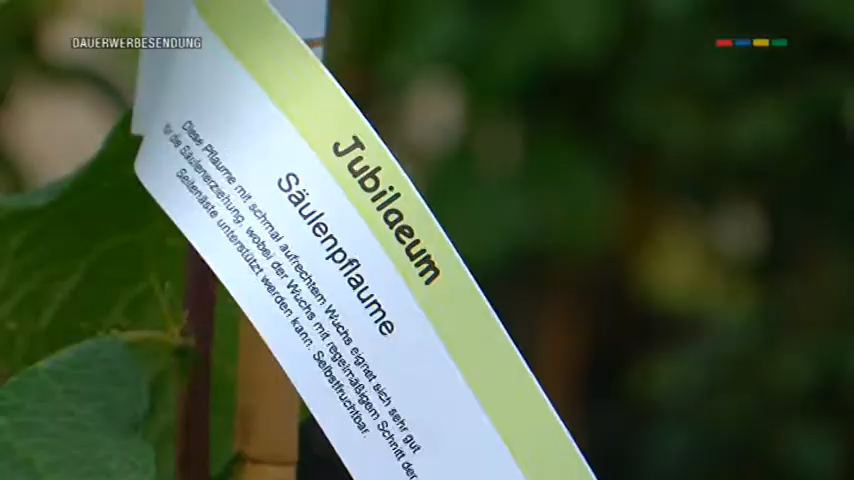 DAUERWERBESENDUNG
Jubilaeum
Säulenpflaume
Diese Pflaume mit schmal aufrechtem Wuchs eignet sich sehr gut
für die Säulenerziehung, wobei der Wuchs mit regelmäßigem Schnitt der
Seitenäste unterstützt werden kann. Selbstfruchtbar.